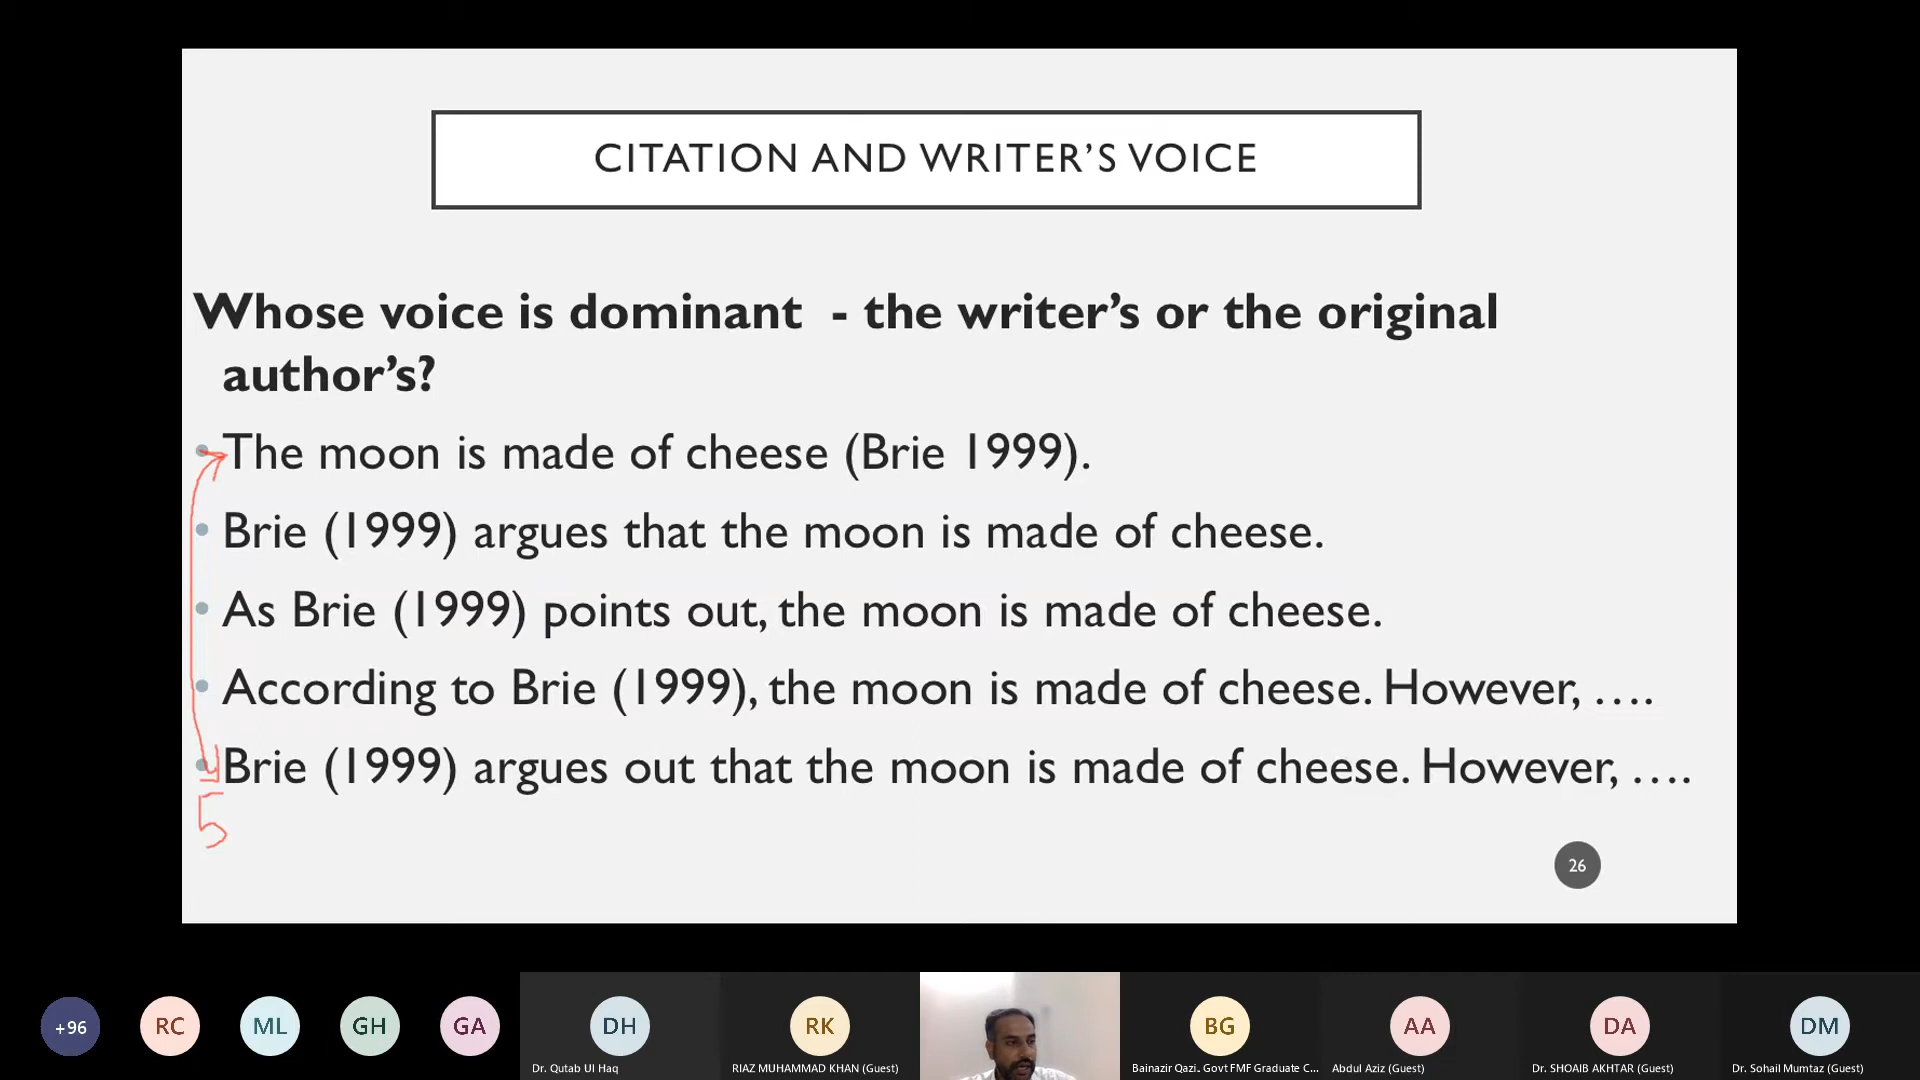 CITATION AND WRITER’S VOICE
Whose voice is dominant - the writer’s or the original
author’s?
• The moon is made of cheese (Brie 1999).
• Brie (1999) argues that the moon is made of cheese.
• As Brie (1999) points out, the moon is made of cheese.
• According to Brie (1999), the moon is made of cheese. However, ….
• Brie (1999) argues out that the moon is made of cheese. However, ….
5
26
+96
RC
ML
GH
GA
DH
RK
BG
AA
DA
DM
Dr. Qutab Ul Haq
RIAZ MUHAMMAD KHAN (Guest)
Bainazir Qazi. Govt FMF Graduate C...
Abdul Aziz (Guest)
Dr. SHOAIB AKHTAR (Guest)
Dr. Sohail Mumtaz (Guest)